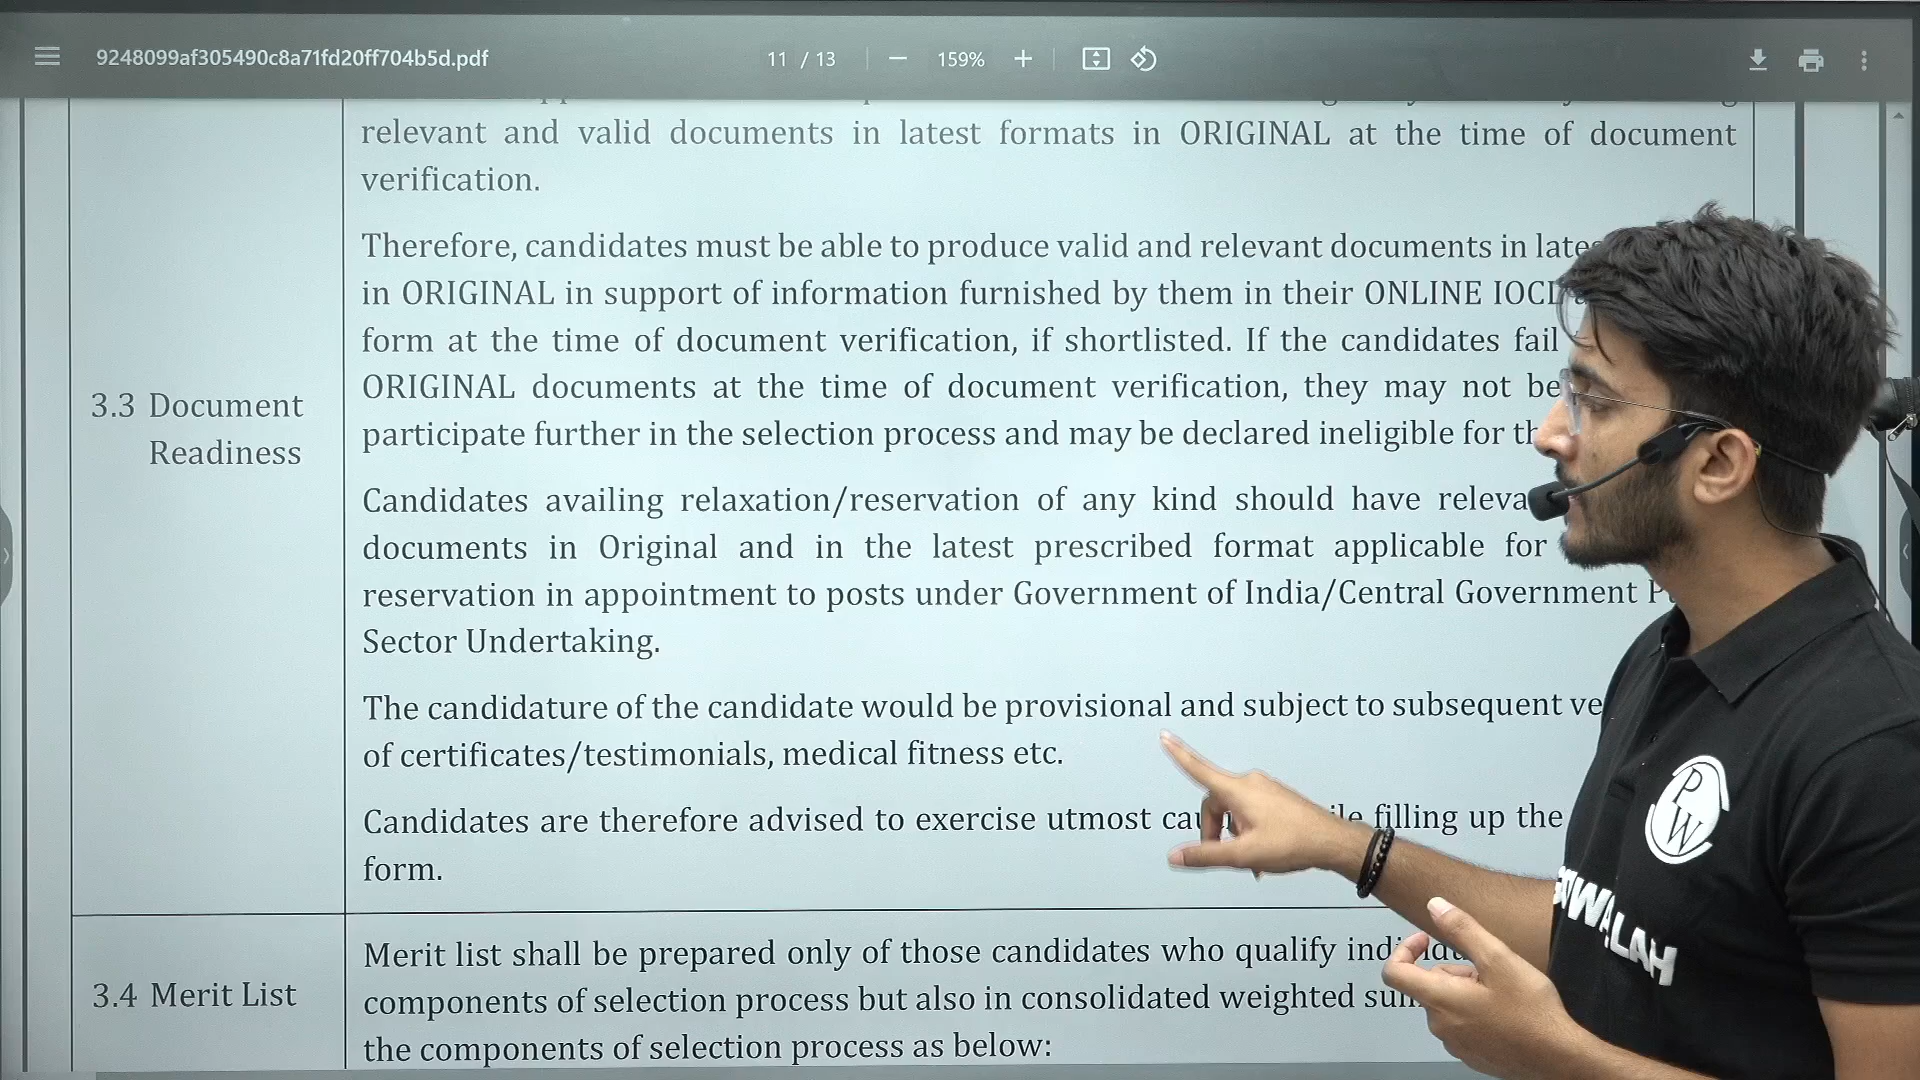 9248099af305490c8a71fd20ff704b5d.pdf
11 / 13
159%
relevant and valid documents in latest formats in ORIGINAL at the time of document
verification.
Therefore, candidates must be able to produce valid and relevant documents in
in ORIGINAL in support of information furnished by them in their ONLINE
form at the time of document verification, if shortlisted. If the candidates fail
ORIGINAL documents at the time of document verification, they may not be
participate further in the selection process and may be declared ineligible for
3.3 Document
Readiness
Candidates availing relaxation/reservation of any kind should have
documents in Original and in the latest prescribed format applicable for
reservation in appointment to posts under Government of India/Central Government
Sector Undertaking.
The candidature of the candidate would be provisional and subject to subsequent
of certificates/testimonials, medical fitness etc.
Candidates are therefore advised to exercise utmost filling up the
form.
3.4 Merit List
Merit list shall be prepared only of those candidates who qualify
components of selection process but also in consolidated weighted
the components of selection process as below:
PW